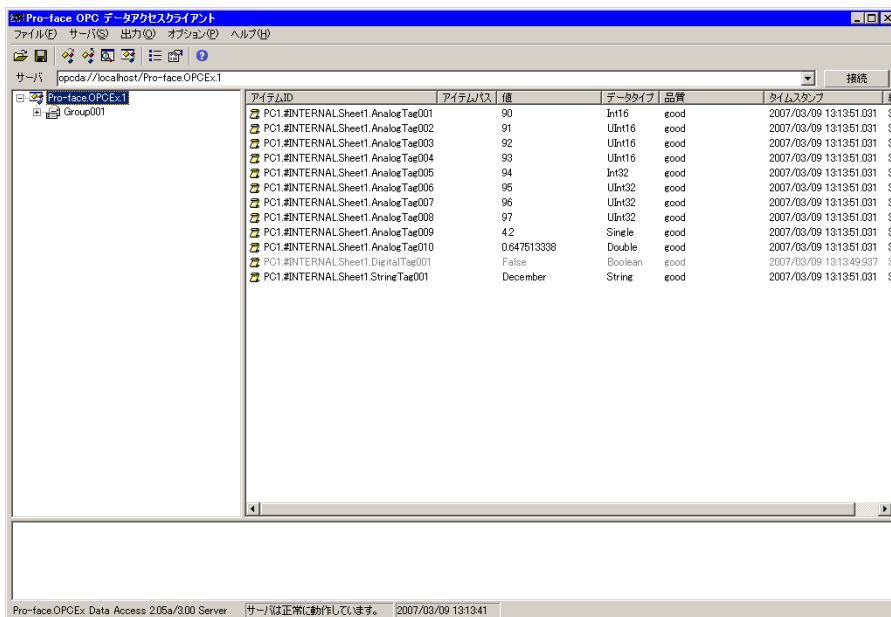 Pro-face OPC データアクセスクライアント
ファイル(F) サーバ(S) 出力(O) オプション(P) ヘルプ(H)
サーバ opcda://localhost/Pro-face.OPCEx.1 接続
Pro-face.OPCEx.1
Group001
アイテムID アイテムパス 値 データタイプ 品質 タイムスタンプ
PC1.#INTERNAL.Sheet1.AnalogTag001 90 Int16 good 2007/03/09 13:13:51.031
PC1.#INTERNAL.Sheet1.AnalogTag002 91 UInt16 good 2007/03/09 13:13:51.031
PC1.#INTERNAL.Sheet1.AnalogTag003 92 UInt16 good 2007/03/09 13:13:51.031
PC1.#INTERNAL.Sheet1.AnalogTag004 93 UInt16 good 2007/03/09 13:13:51.031
PC1.#INTERNAL.Sheet1.AnalogTag005 94 Int32 good 2007/03/09 13:13:51.031
PC1.#INTERNAL.Sheet1.AnalogTag006 95 UInt32 good 2007/03/09 13:13:51.031
PC1.#INTERNAL.Sheet1.AnalogTag007 96 UInt32 good 2007/03/09 13:13:51.031
PC1.#INTERNAL.Sheet1.AnalogTag008 97 UInt32 good 2007/03/09 13:13:51.031
PC1.#INTERNAL.Sheet1.AnalogTag009 4.2 Single good 2007/03/09 13:13:51.031
PC1.#INTERNAL.Sheet1.AnalogTag010 0.647513338 Double good 2007/03/09 13:13:51.031
PC1.#INTERNAL.Sheet1.DigitalTag001 False Boolean good 2007/03/09 13:13:49.937
PC1.#INTERNAL.Sheet1.StringTag001 December String good 2007/03/09 13:13:51.031
Pro-face.OPCEx Data Access 2.05a/3.00 Server サーバは正常に動作しています。 2007/03/09 13:13:41